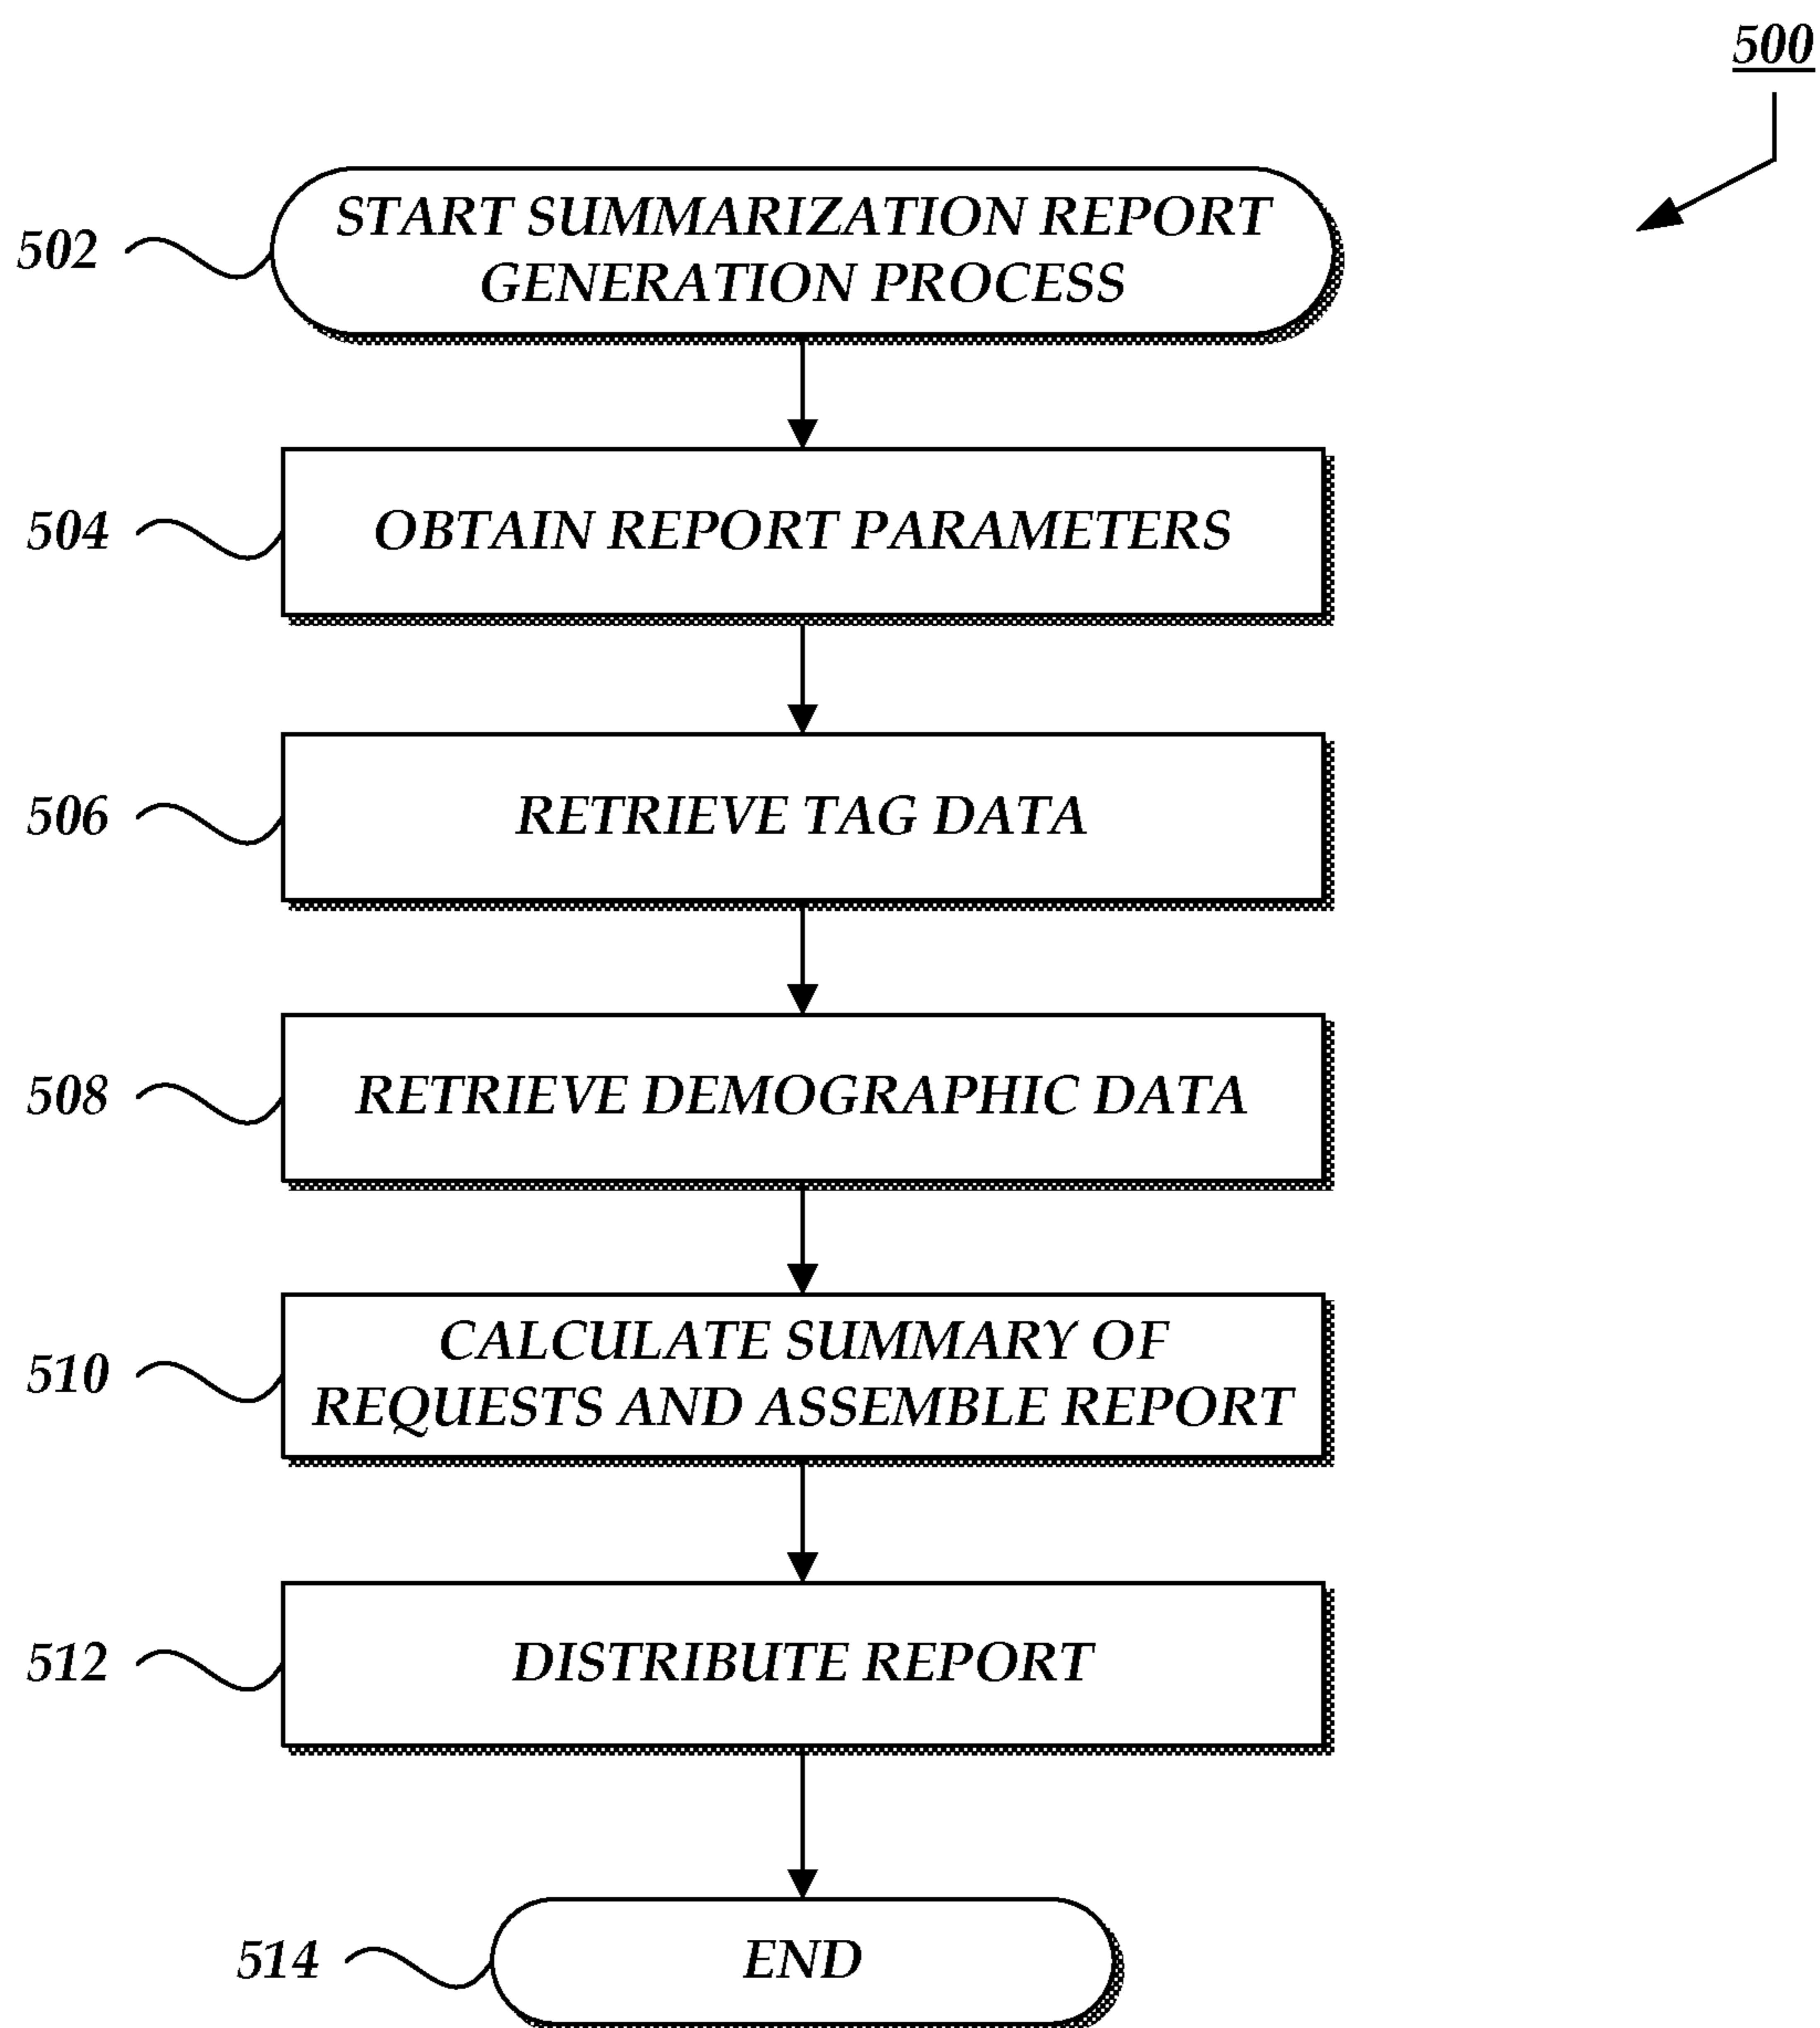 500
502
START SUMMARIZATION REPORT
GENERATION PROCESS
504
OBTAIN REPORT PARAMETERS
506
RETRIEVE TAG DATA
508
RETRIEVE DEMOGRAPHIC DATA
510
CALCULATE SUMMARY OF
REQUESTS AND ASSEMBLE REPORT
512
DISTRIBUTE REPORT
514
END